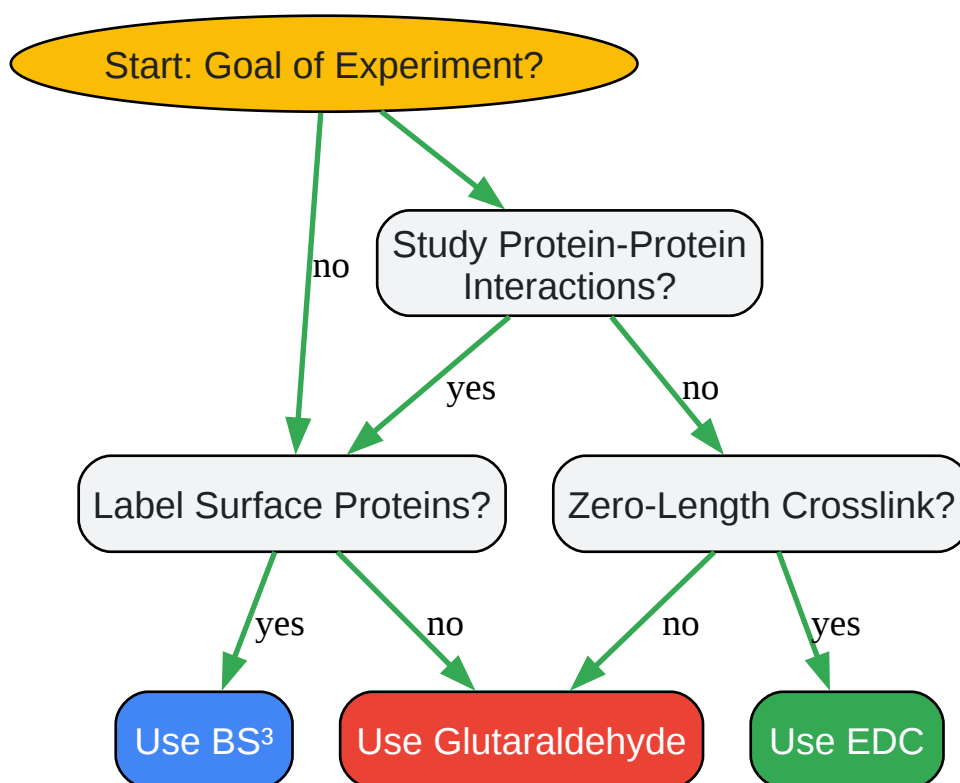 Start: Goal of Experiment?
no
Study Protein-Protein
Interactions?
yes
no
Label Surface Proteins?
Zero-Length Crosslink?
yes
no
no
yes
Use BS³
Use Glutaraldehyde
Use EDC